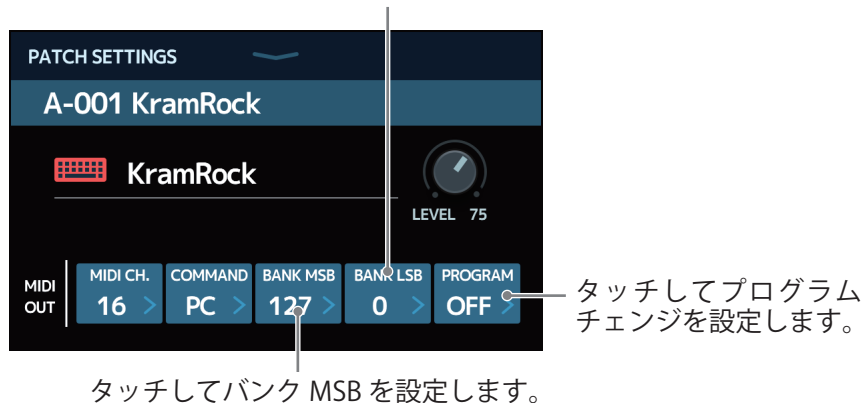 PATCH SETTINGS
A-001 KramRock
KramRock
LEVEL 75
MIDI OUT
MIDI CH. COMMAND BANK MSB BANK LSB PROGRAM
16 PC 127 0 OFF
タッチしてプログラム
チェンジを設定します。
タッチしてバンク MSB を設定します。